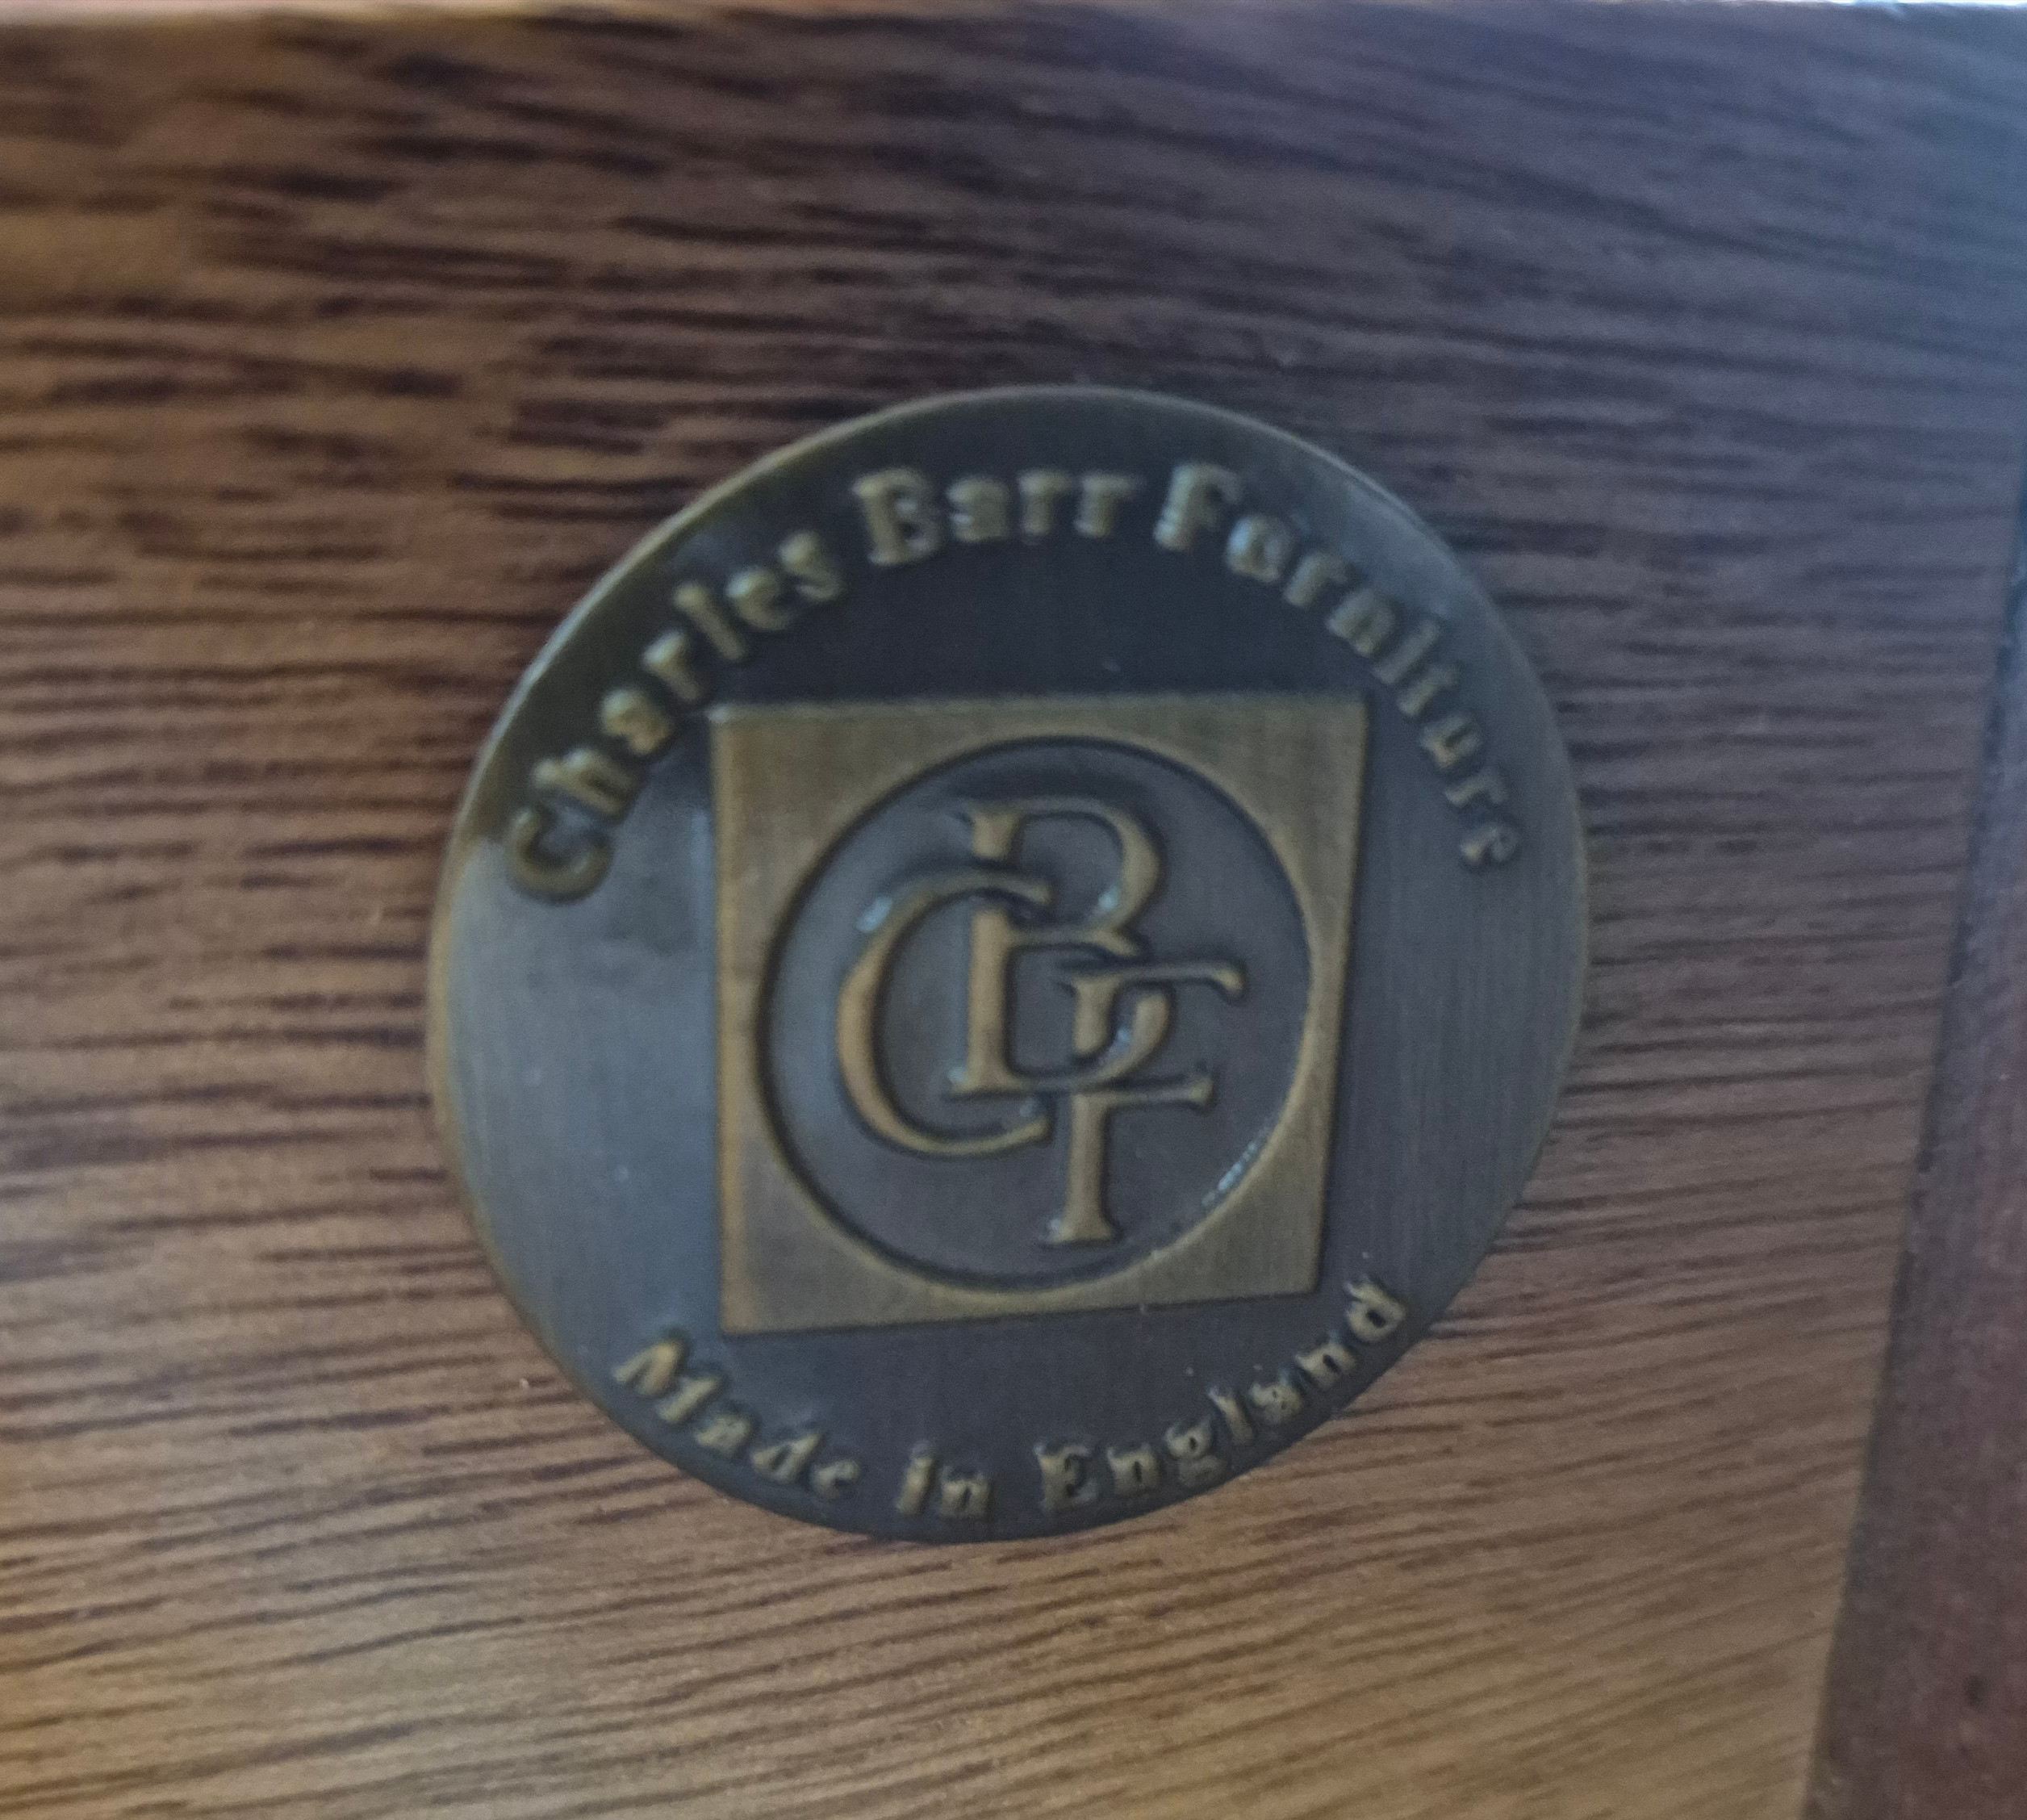 Charles Barr Furniture
CBF
Made in England